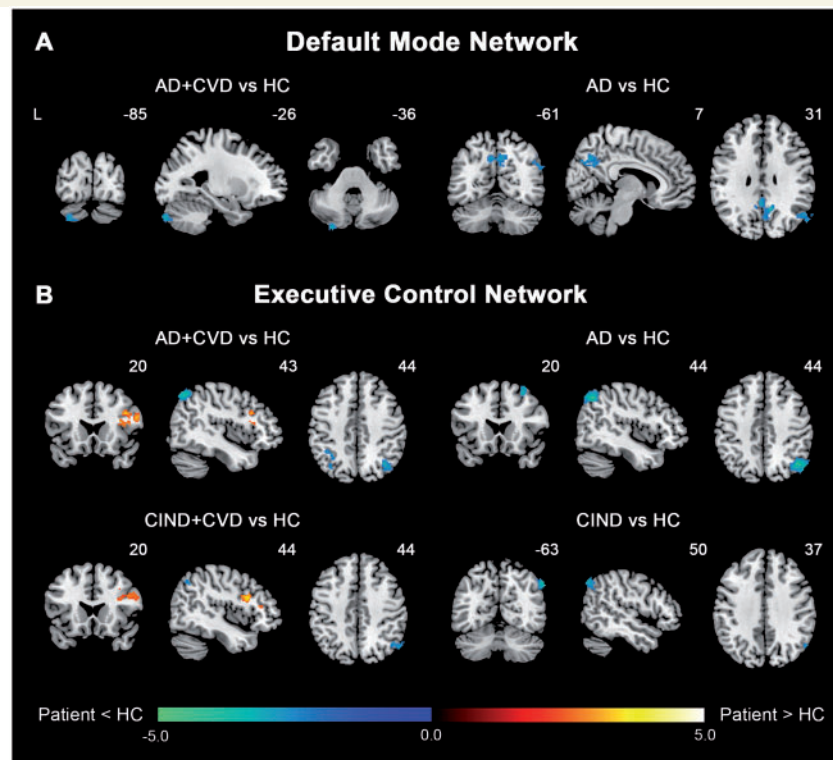 A Default Mode Network
AD+CVD vs HC AD vs HC
L -85 -26 -36 -61 7 31
B Executive Control Network
AD+CVD vs HC AD vs HC
20 43 44 20 44 44
CIND+CVD vs HC CIND vs HC
20 44 44 -63 50 37
Patient < HC Patient > HC
-5.0 0.0 5.0